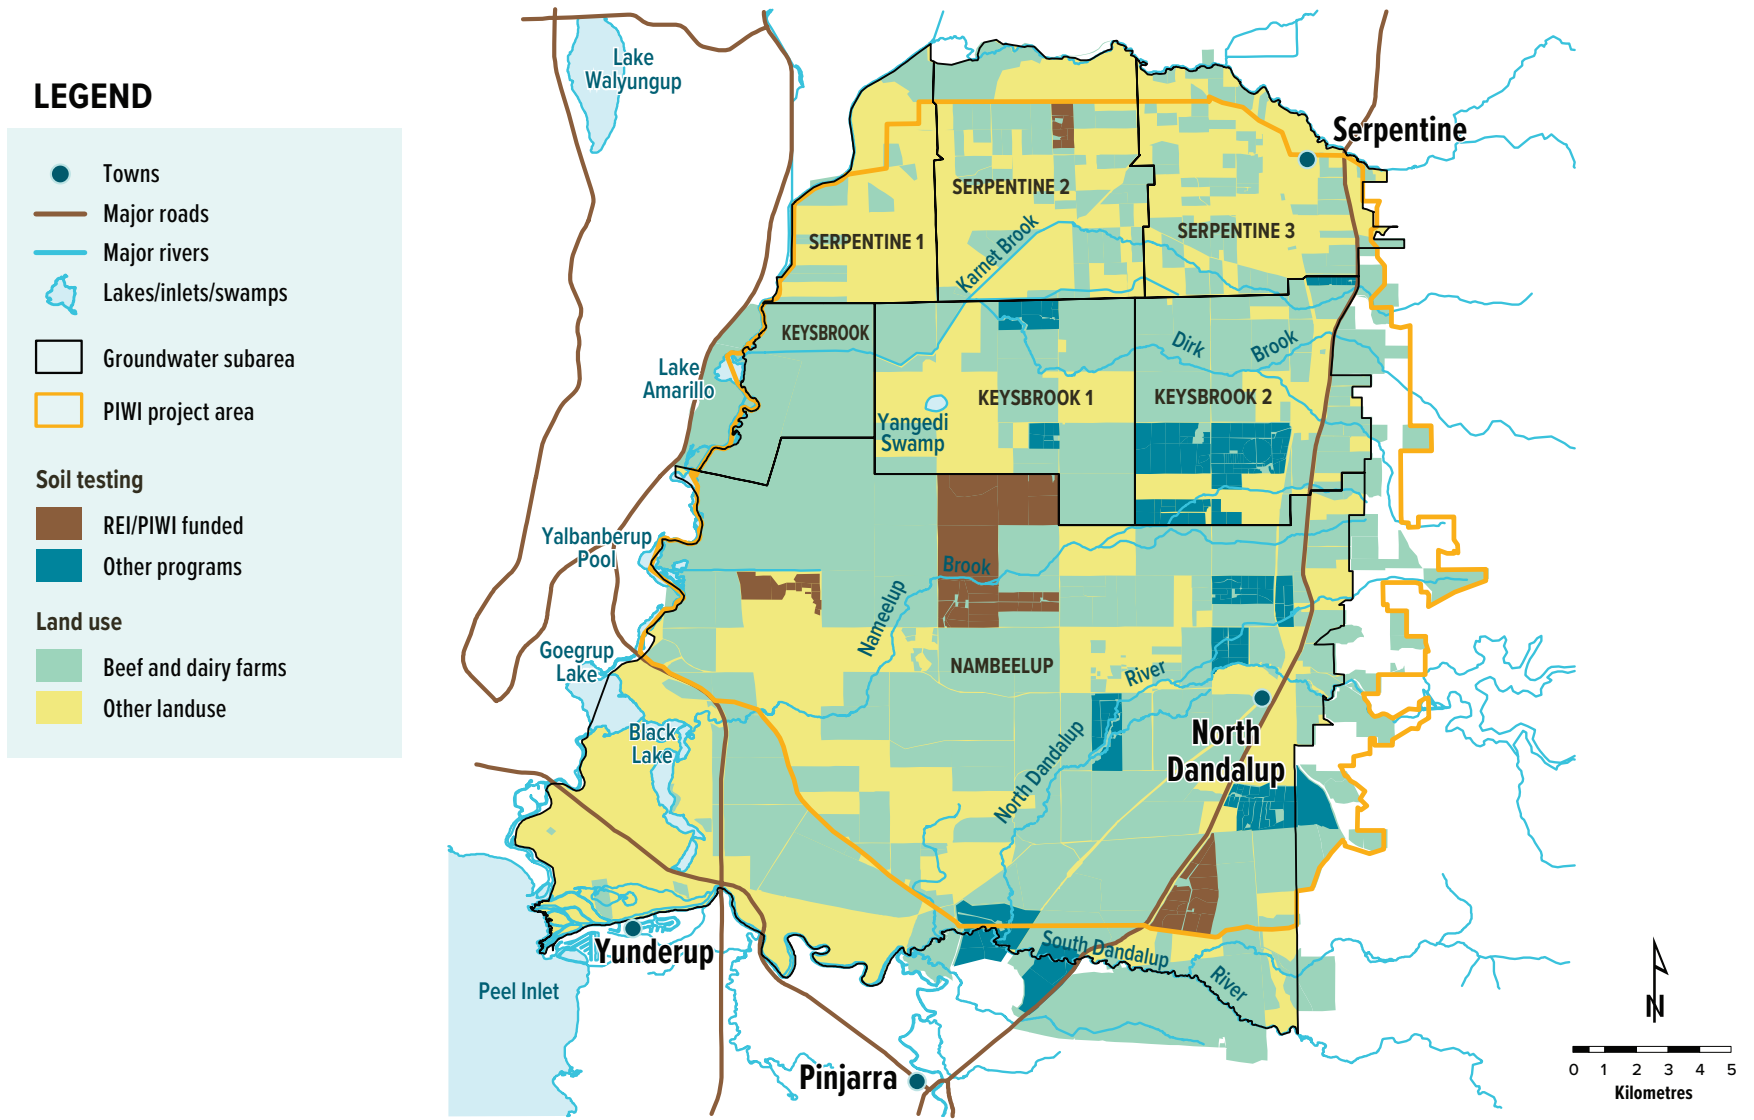 LEGEND
Towns
Major roads
Major rivers
Lakes/inlets/swamps
Groundwater subarea
PIWI project area
Soil testing
REI/PIWI funded
Other programs
Land use
Beef and dairy farms
Other landuse
Lake
Walyungup
Serpentine
SERPENTINE 2
SERPENTINE 1
SERPENTINE 3
Karnet Brook
KEYSBROOK
Dirk
Brook
Lake
Amarillo
KEYSBROOK 1
KEYSBROOK 2
Yangedi
Swamp
Yalbanberup
Pool
Brook
Nameelup
Goegrup
Lake
NAMBEELUP
River
Black
Lake
North Dandalup
North
Dandalup
Yunderup
South Dandalup
River
Peel Inlet
Pinjarra
N
0 1 2 3 4 5
Kilometres